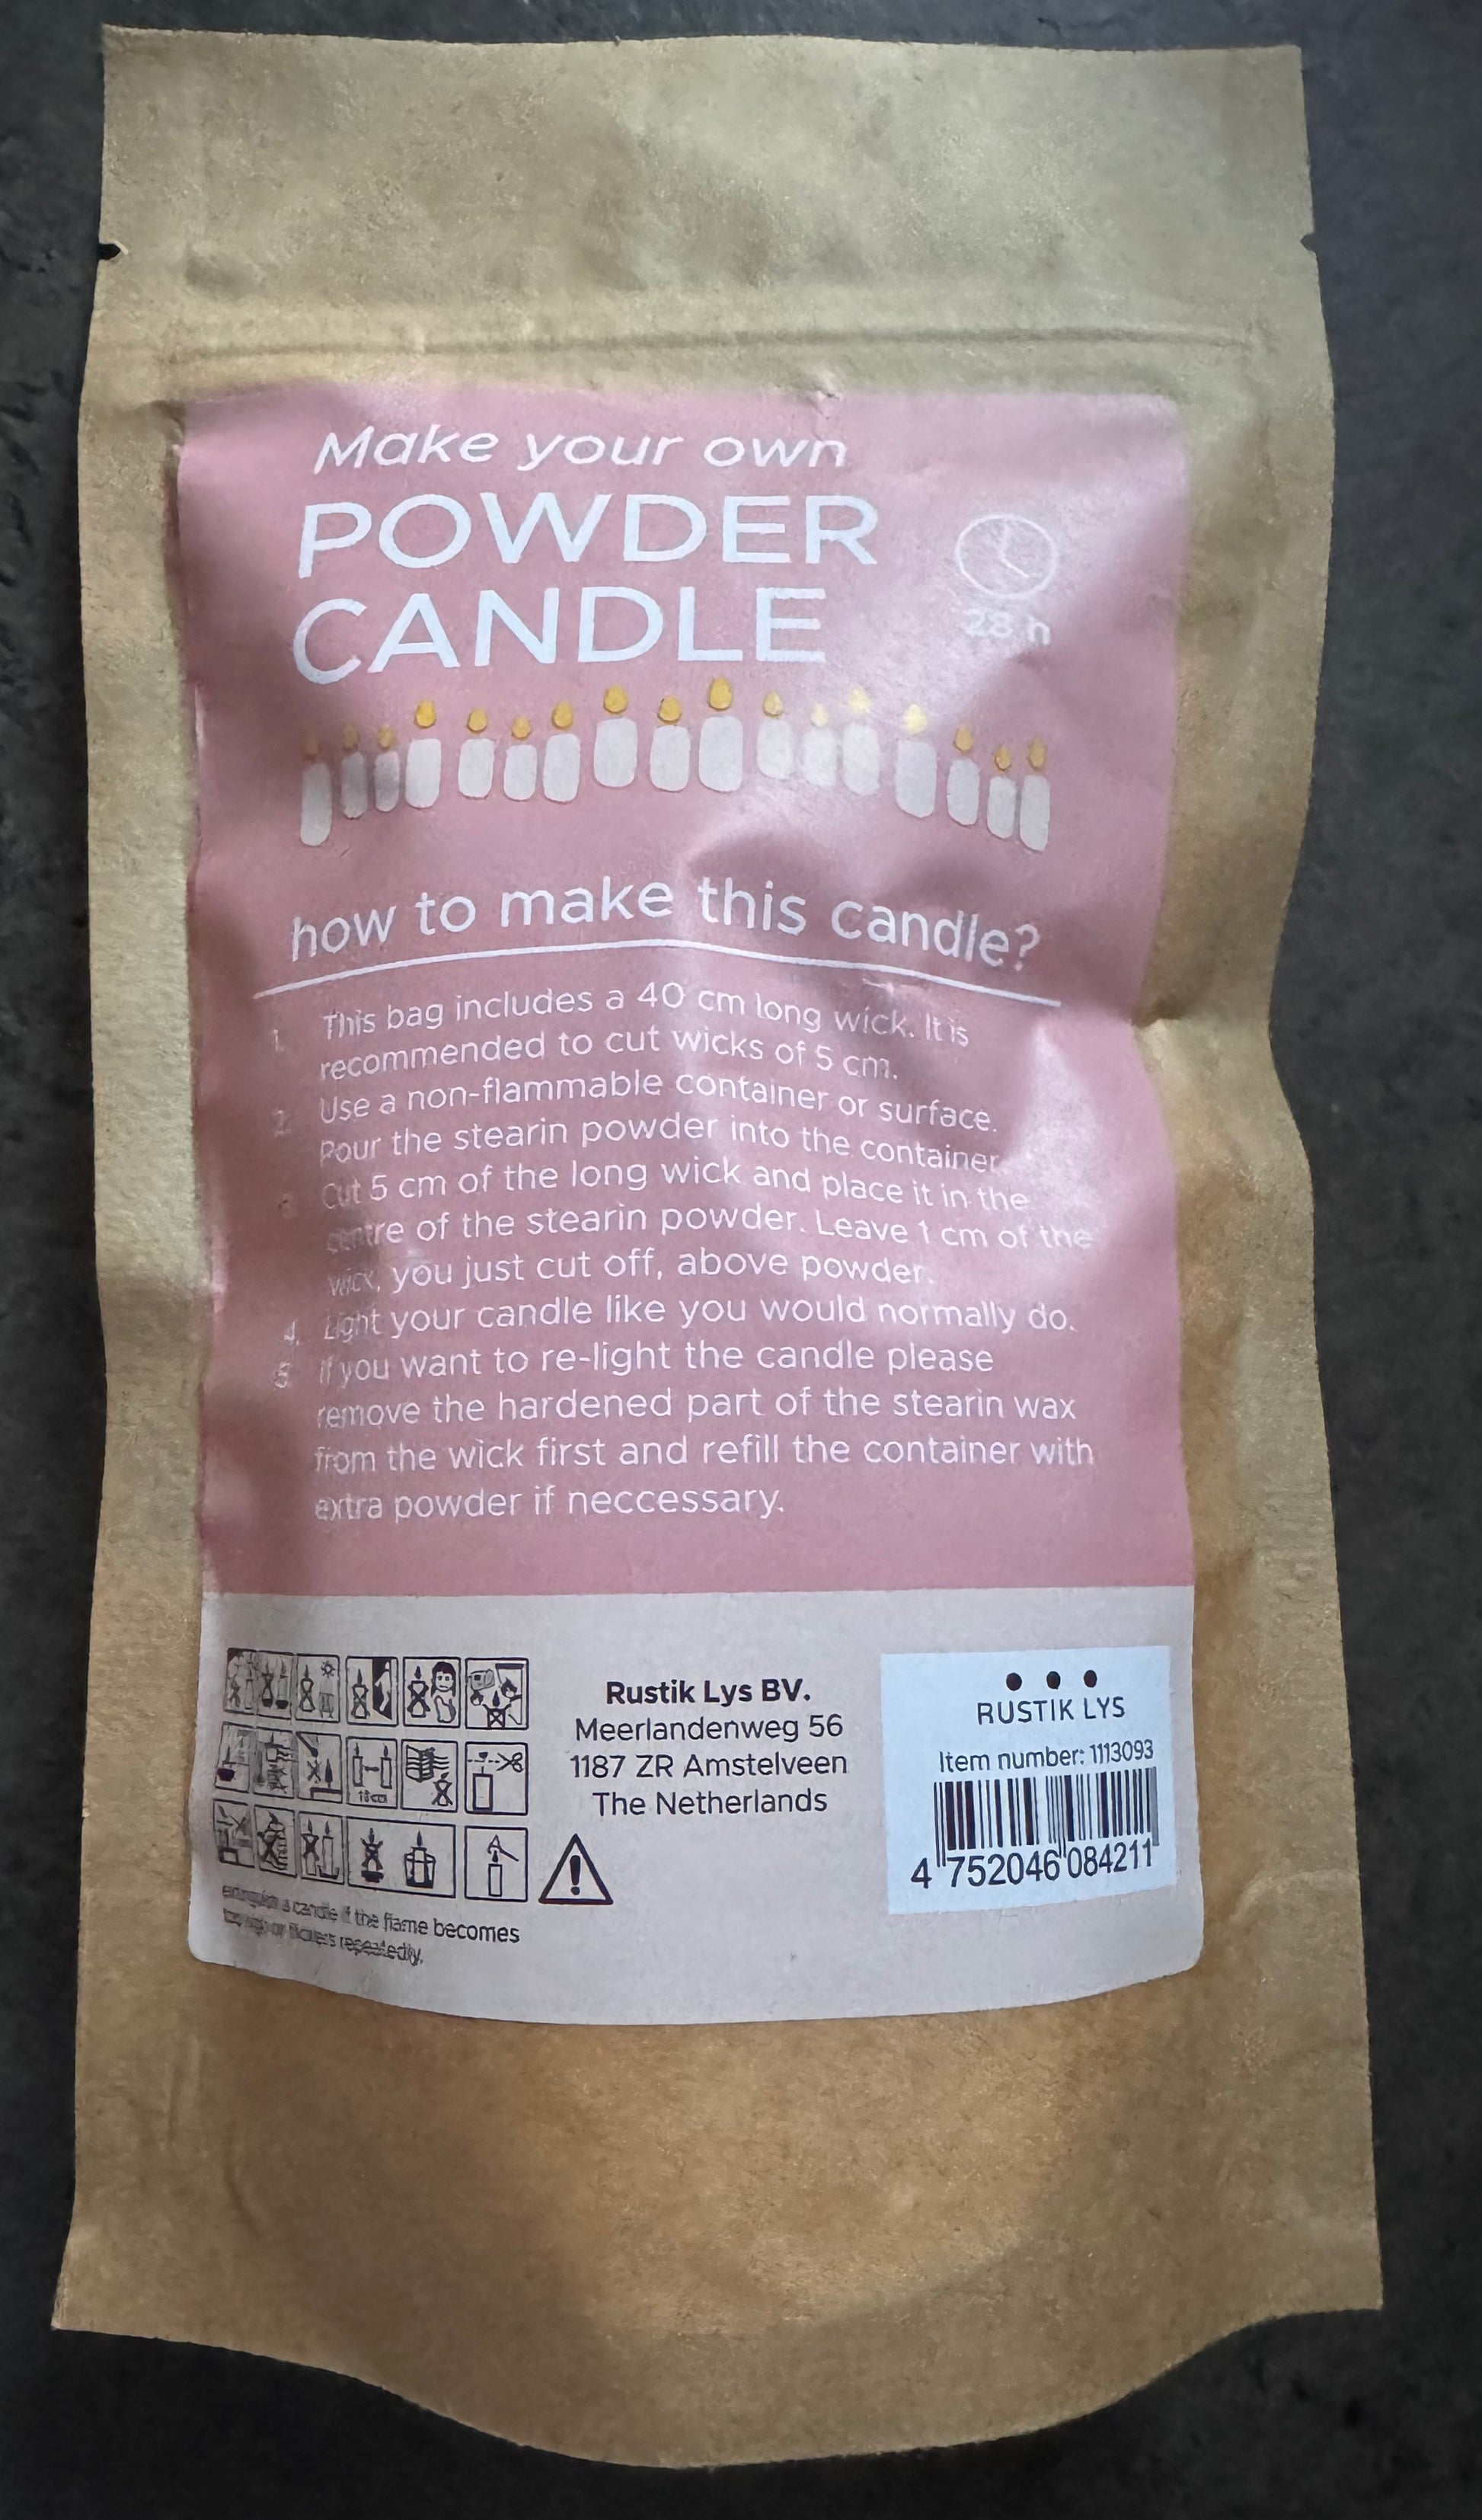 Make your own
POWDER
CANDLE
28 h
how to make this candle?
1. This bag includes a 40 cm long wick. It is
recommended to cut wicks of 5 cm.
2. Use a non-flammable container or surface.
Pour the stearin powder into the container
Cut 5 cm of the long wick and place it in the
centre of the stearin powder. Leave 1 cm of the
wick, you just cut off, above powder.
4. Light your candle like you would normally do.
5. If you want to re-light the candle please
remove the hardened part of the stearin wax
from the wick first and refill the container with
extra powder if neccessary.
10cm
extinguish a candle if the flame becomes
too high or flickers repeatedly.
Rustik Lys BV.
Meerlandenweg 56
1187 ZR Amstelveen
The Netherlands
RUSTIK LYS
Item number: 1113093
4 752046 084211